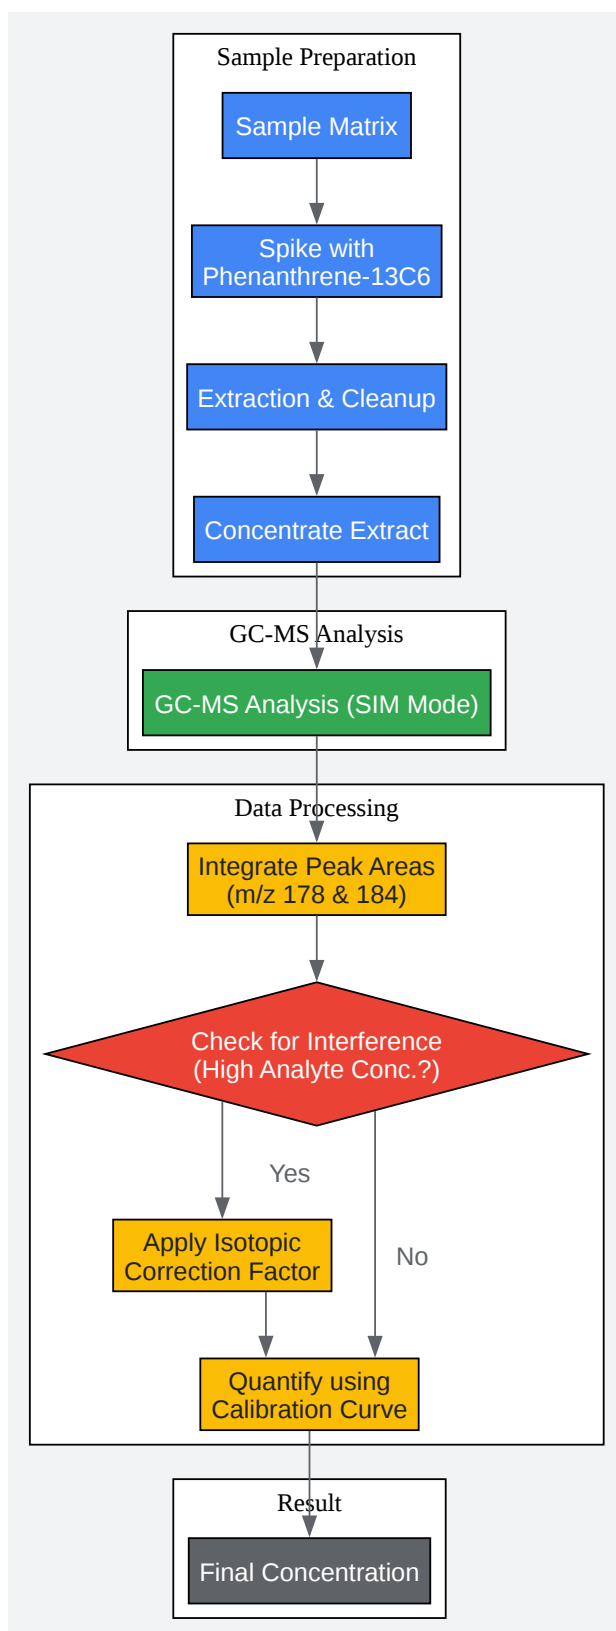 Sample Preparation
Sample Matrix
Spike with
Phenanthrene-13C6
Extraction & Cleanup
Concentrate Extract
GC-MS Analysis
GC-MS Analysis (SIM Mode)
Data Processing
Integrate Peak Areas
(m/z 178 & 184)
Check for Interference
(High Analyte Conc.?)
Yes
Apply Isotopic
Correction Factor
No
Quantify using
Calibration Curve
Result
Final Concentration